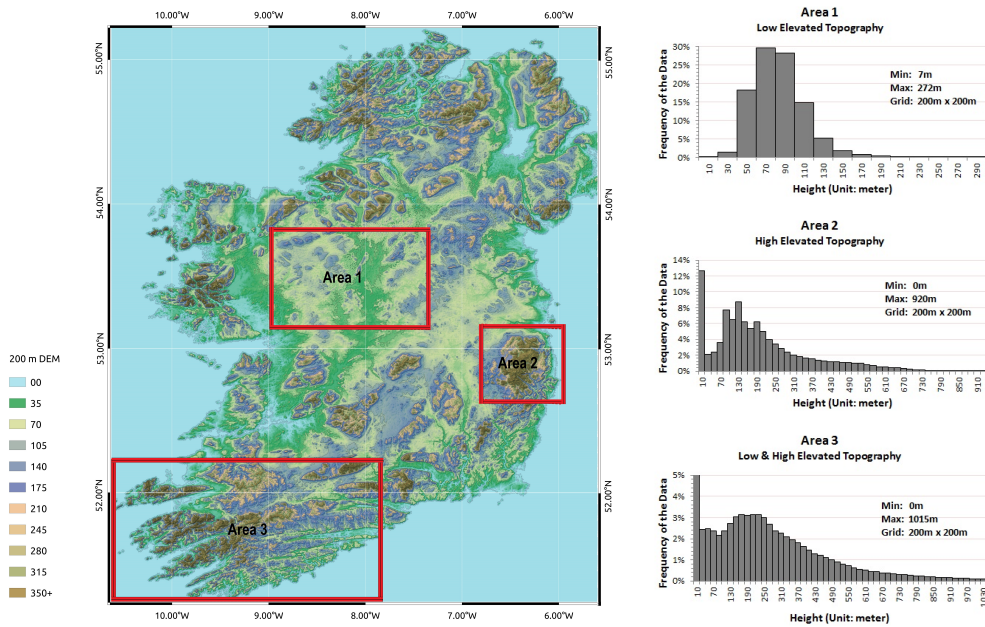 10.00°W 9.00°W 8.00°W 7.00°W 6.00°W
55.00°N
54.00°N
53.00°N
52.00°N
55.00°N
54.00°N
53.00°N
52.00°N
10.00°W 9.00°W 8.00°W 7.00°W 6.00°W
Area 1
Area 2
Area 3
200 m DEM
00
35
70
105
140
175
210
245
280
315
350+
Area 1
Low Elevated Topography
Frequency of the Data
30%
25%
20%
15%
10%
5%
0%
Min: 7m
Max: 272m
Grid: 200m x 200m
10 30 50 70 90 110 130 150 170 190 210 230 250 270 290
Height (Unit: meter)
Area 2
High Elevated Topography
Frequency of the Data
14%
12%
10%
8%
6%
4%
2%
0%
Min: 0m
Max: 920m
Grid: 200m x 200m
10 70 130 190 250 310 370 430 490 550 610 670 730 790 850 910
Height (Unit: meter)
Area 3
Low & High Elevated Topography
Frequency of the Data
5%
4%
3%
2%
1%
0%
Min: 0m
Max: 1015m
Grid: 200m x 200m
10 70 130 190 250 310 370 430 490 550 610 670 730 790 850 910 970 1030
Height (Unit: meter)